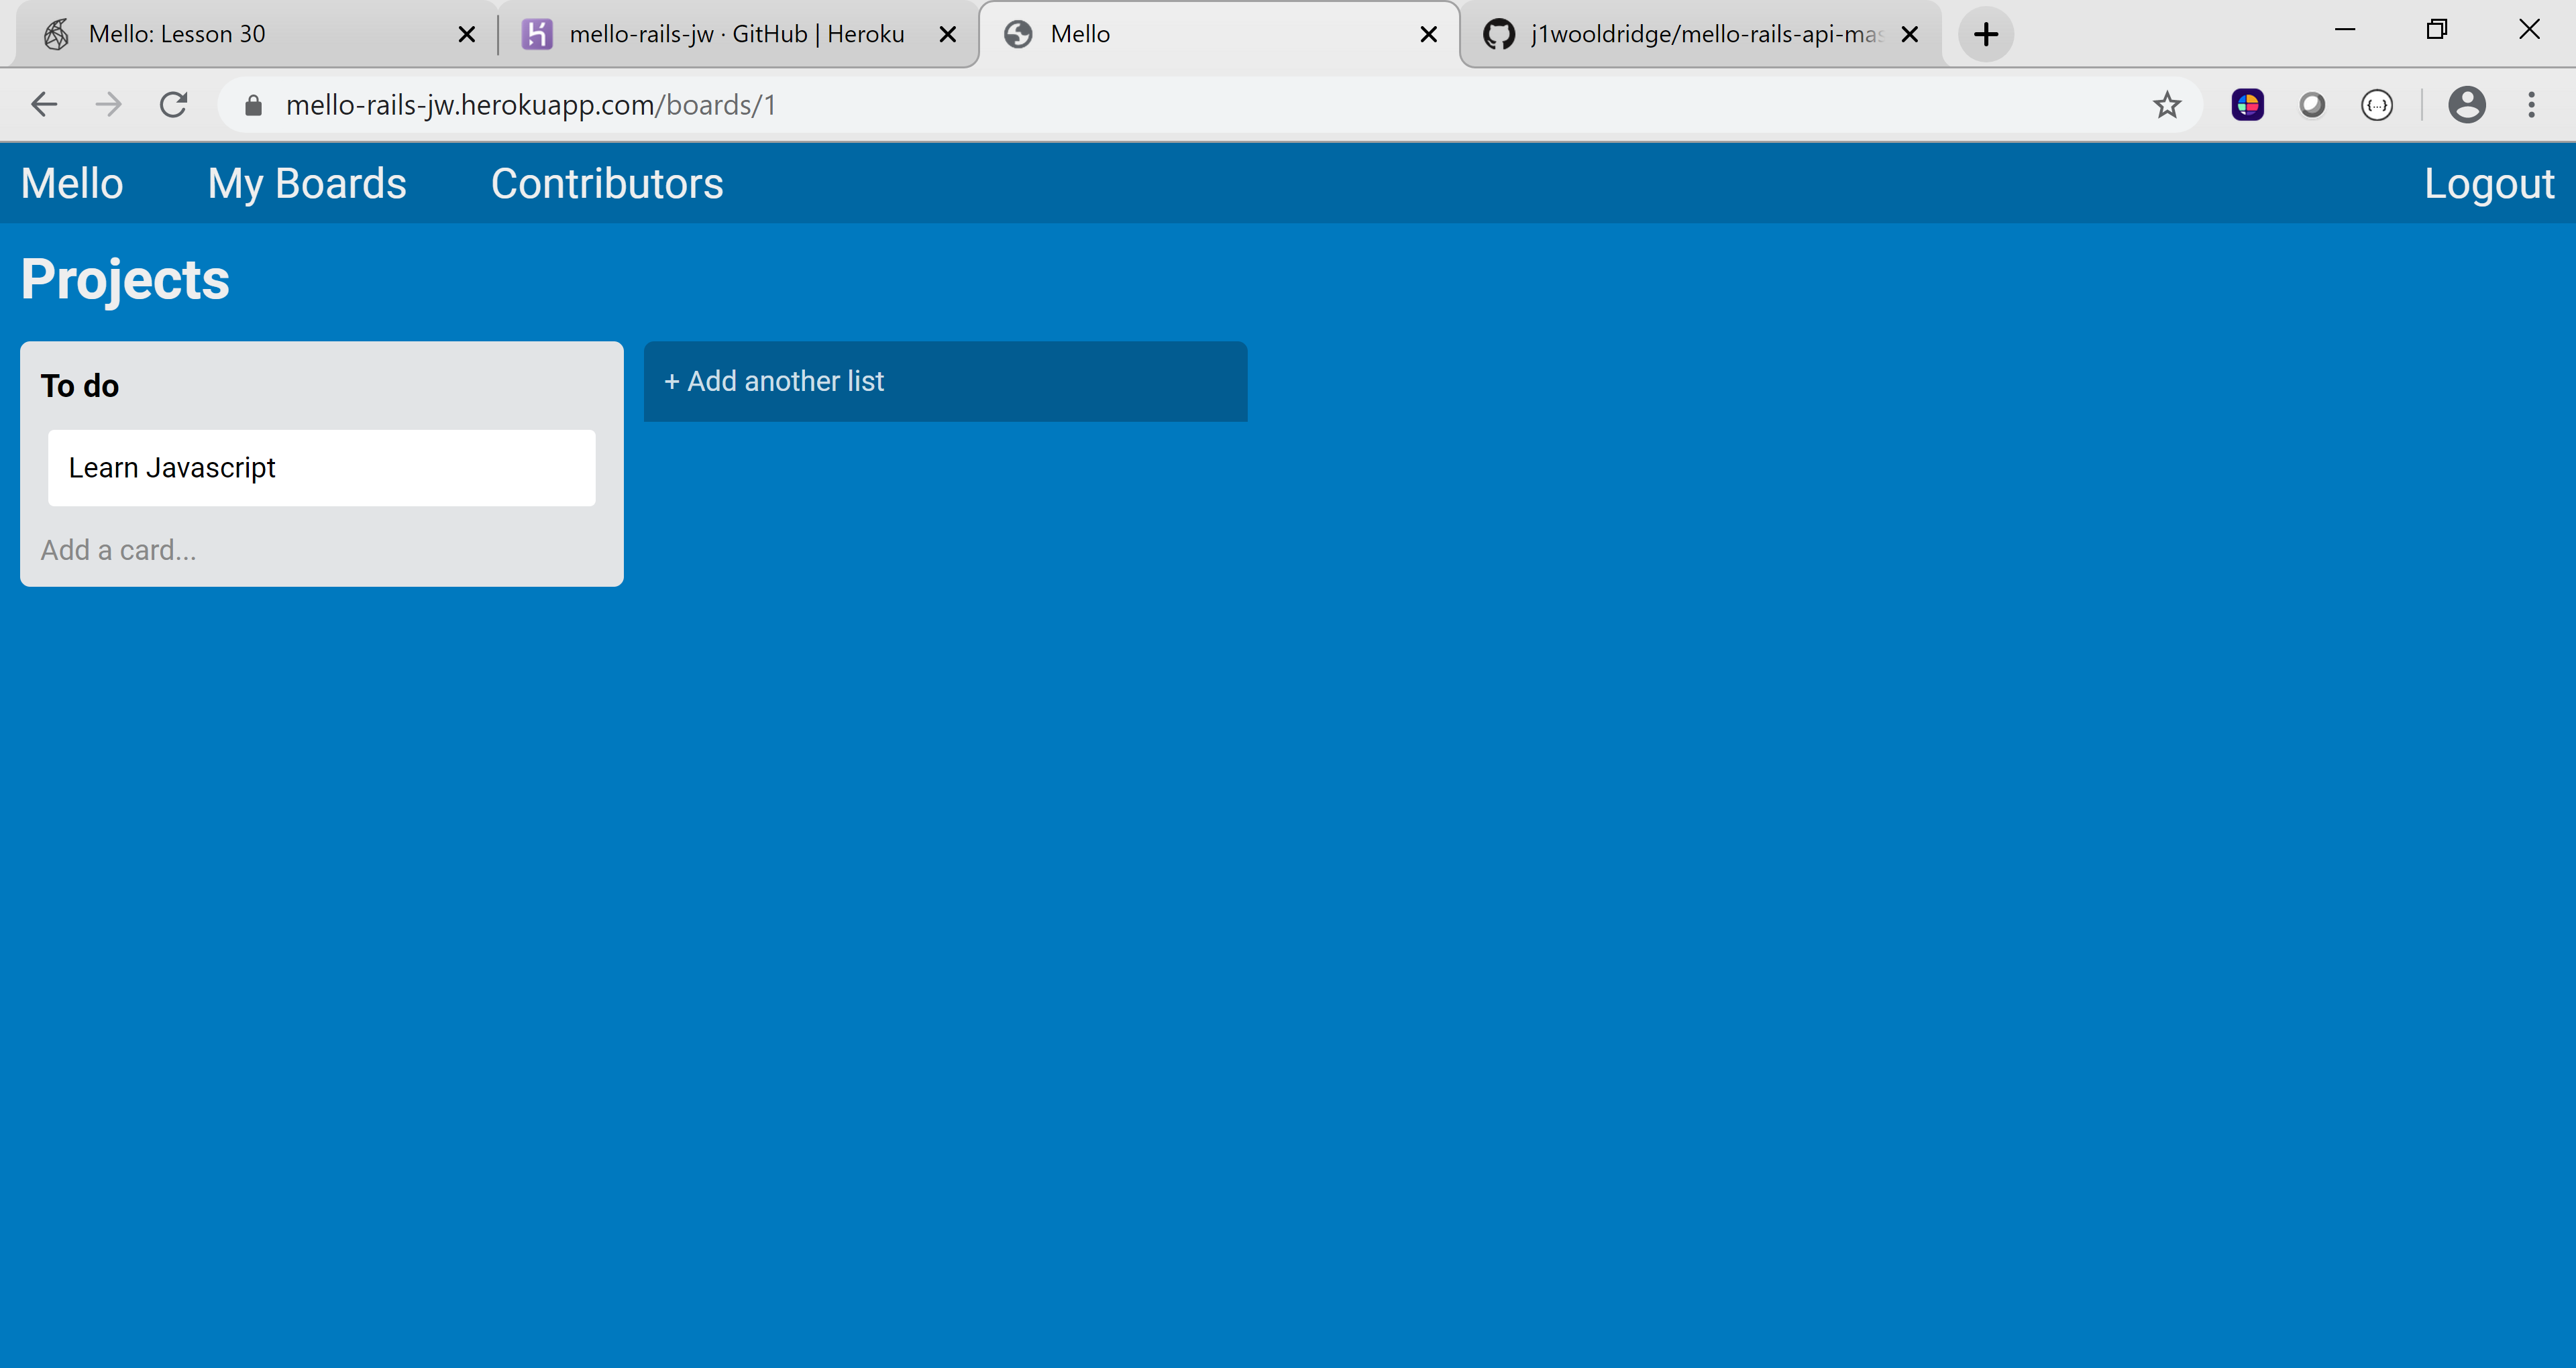 Mello: Lesson 30
mello-rails-jw · GitHub | Heroku
Mello
j1wooldridge/mello-rails-api-mas
mello-rails-jw.herokuapp.com/boards/1
{...}
Mello My Boards Contributors Logout
Projects
To do
+ Add another list
Learn Javascript
Add a card...